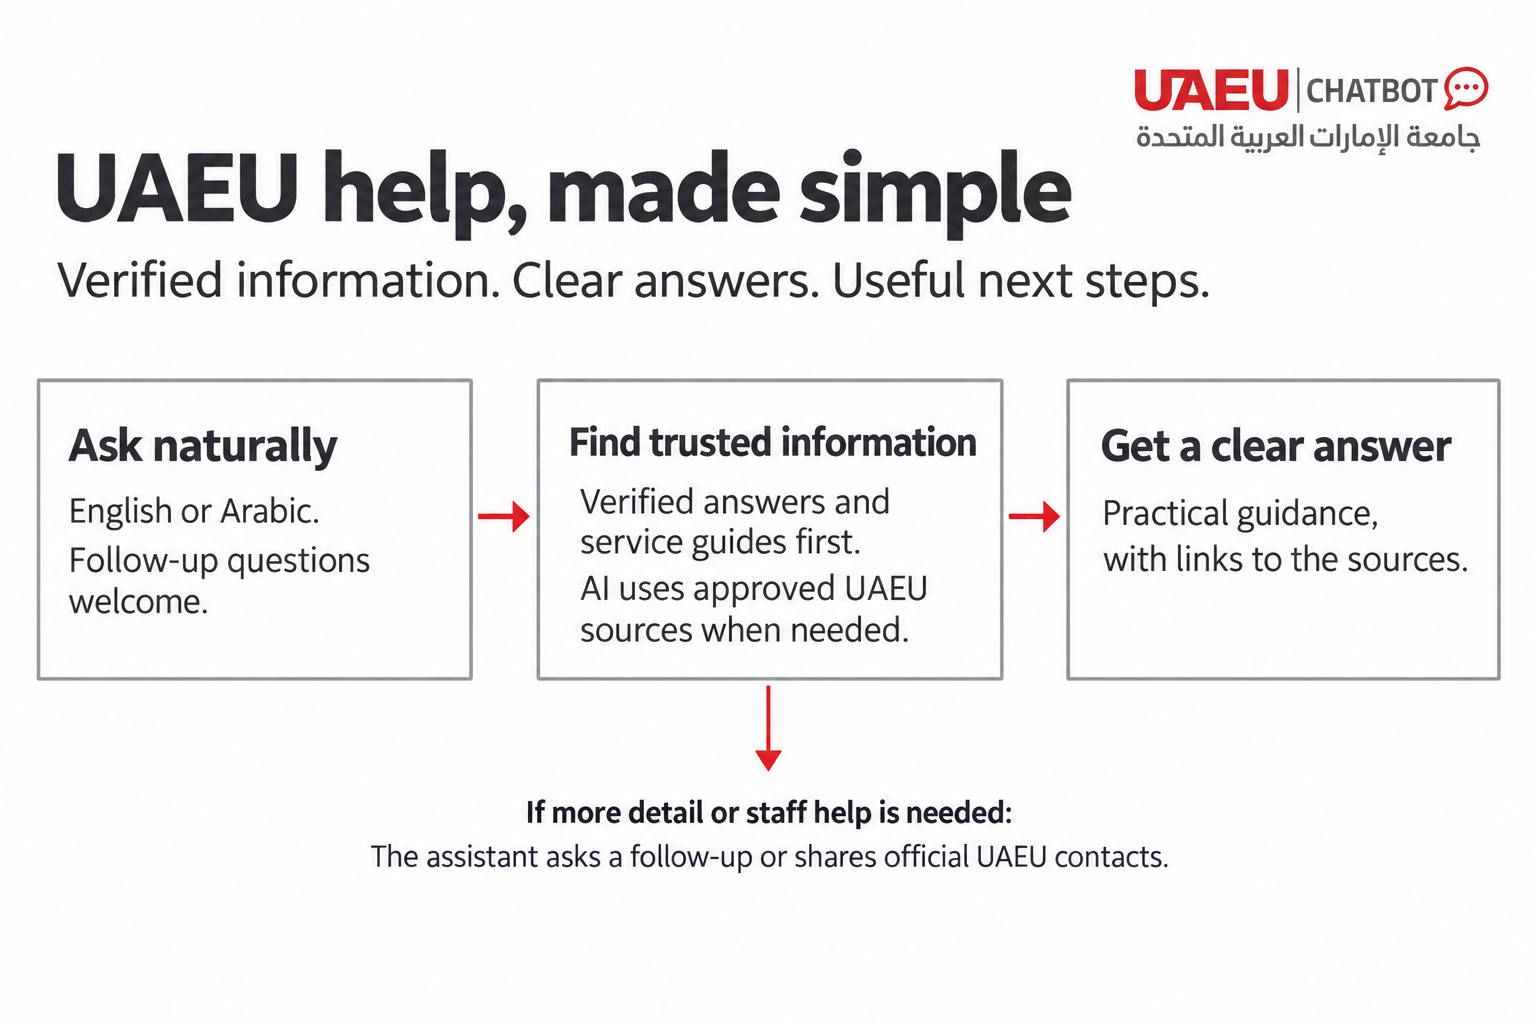 UAEU CHATBOT
جامعة الإمارات العربية المتحدة
UAEU help, made simple
Verified information. Clear answers. Useful next steps.
Ask naturally
English or Arabic.
Follow-up questions
welcome.
Find trusted information
Verified answers and
service guides first.
AI uses approved UAEU
sources when needed.
Get a clear answer
Practical guidance,
with links to the sources.
If more detail or staff help is needed:
The assistant asks a follow-up or shares official UAEU contacts.